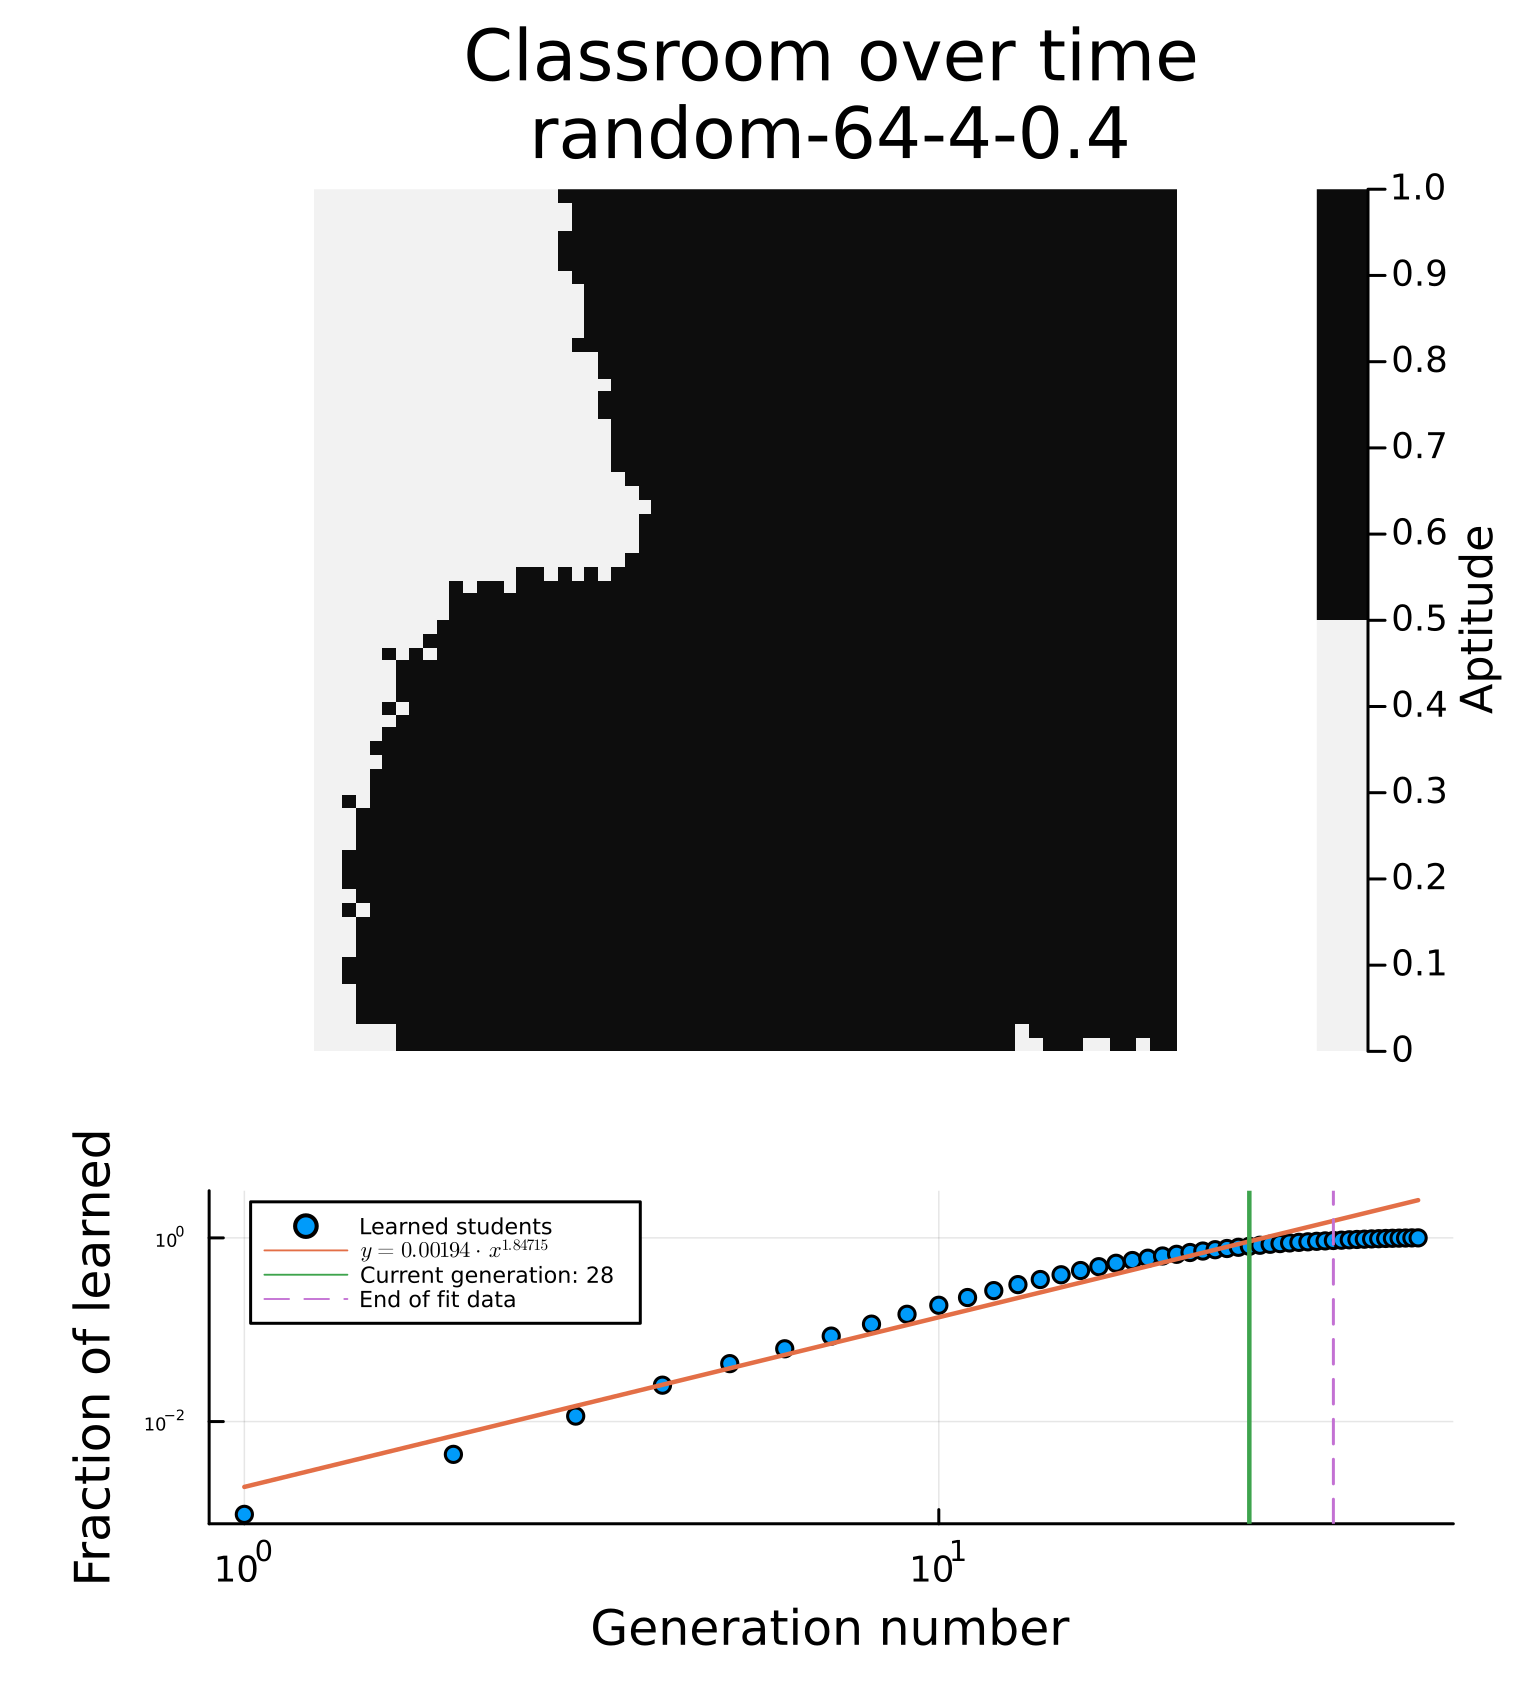 Classroom over time
random-64-4-0.4
1.0
0.9
0.8
0.7
0.6
0.5
0.4
0.3
0.2
0.1
0
Aptitude
Fraction of learned
10^0
10^-2
Learned students
y = 0.00194 · x^1.84715
Current generation: 28
End of fit data
10^0
10^1
Generation number